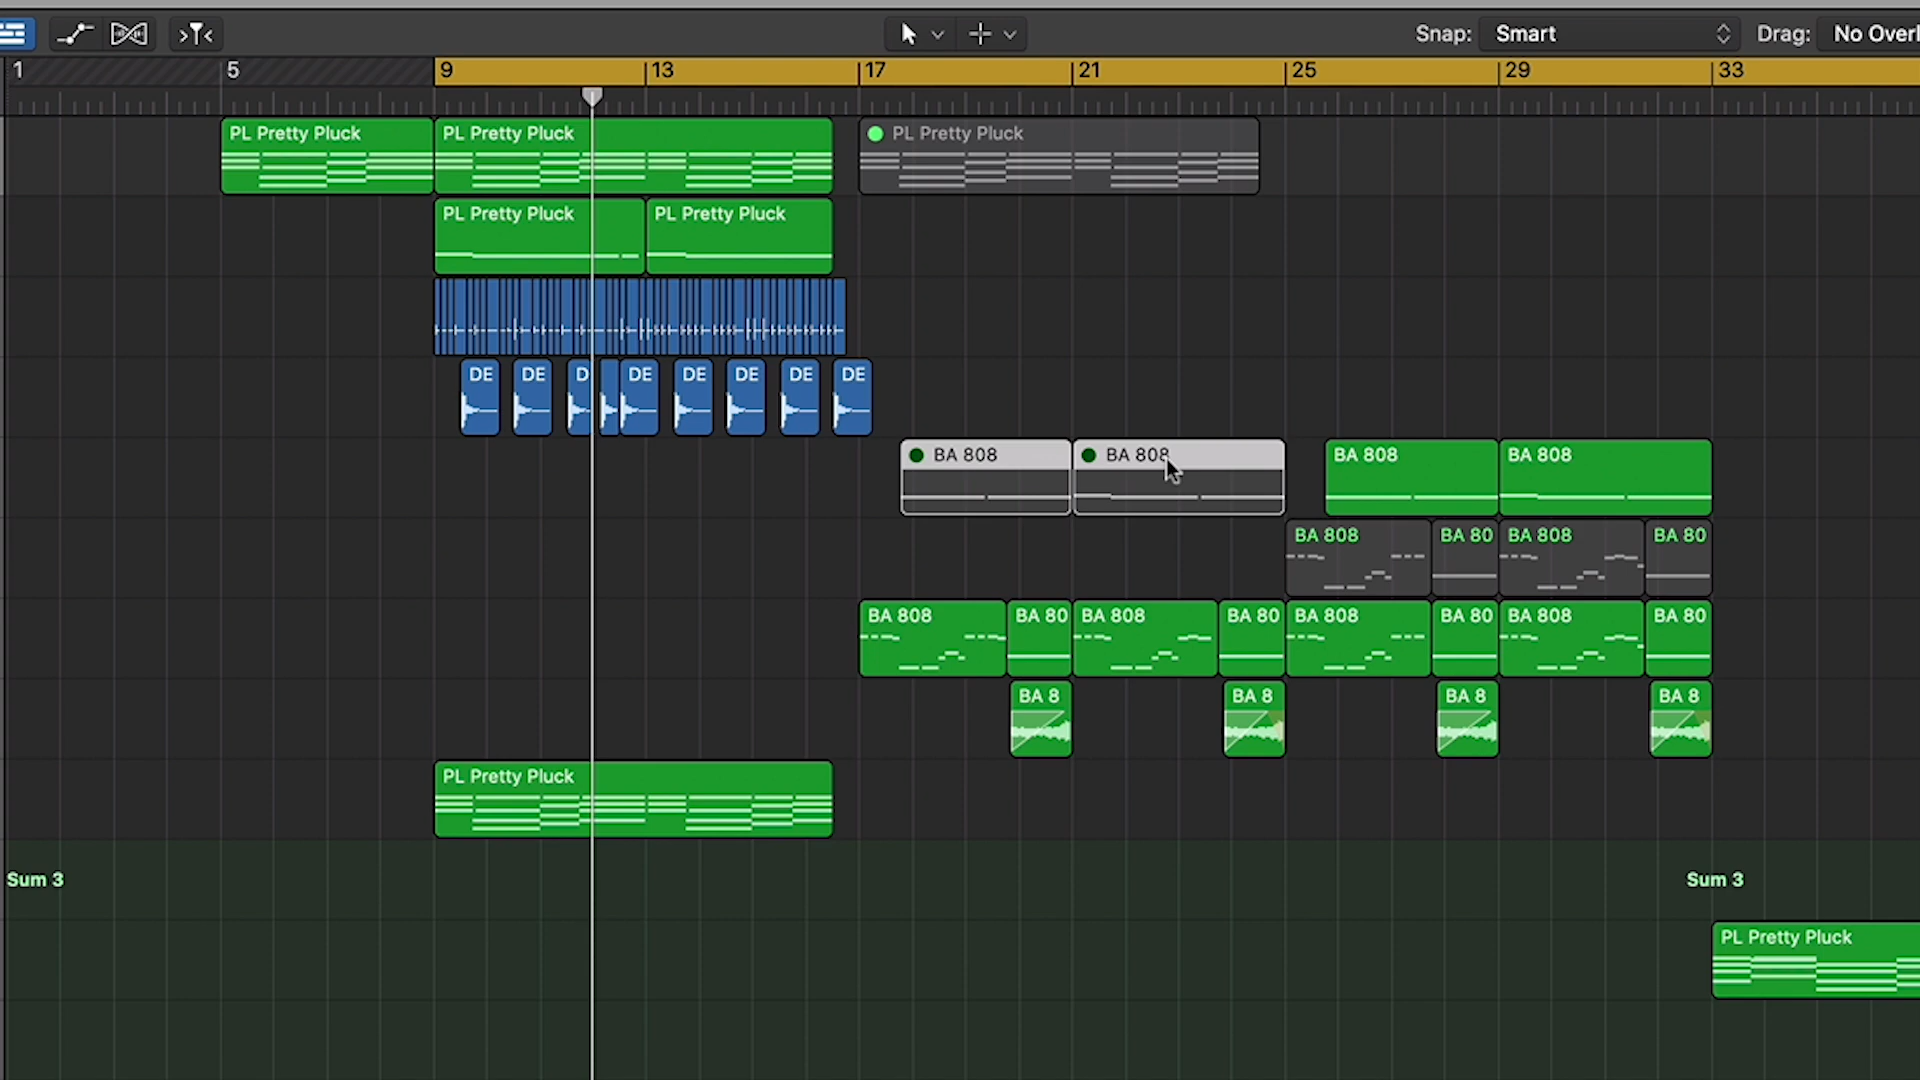 Snap: Smart Drag: No Overl
1 5 9 13 17 21 25 29 33
PL Pretty Pluck PL Pretty Pluck PL Pretty Pluck
PL Pretty Pluck PL Pretty Pluck
DE DE D DE DE DE DE DE
BA 808 BA 808 BA 808 BA 808
BA 808 BA 80 BA 808 BA 80
BA 808 BA 80 BA 808 BA 80 BA 808 BA 80 BA 808 BA 80
BA 8 BA 8 BA 8 BA 8
PL Pretty Pluck
Sum 3 Sum 3
PL Pretty Pluck